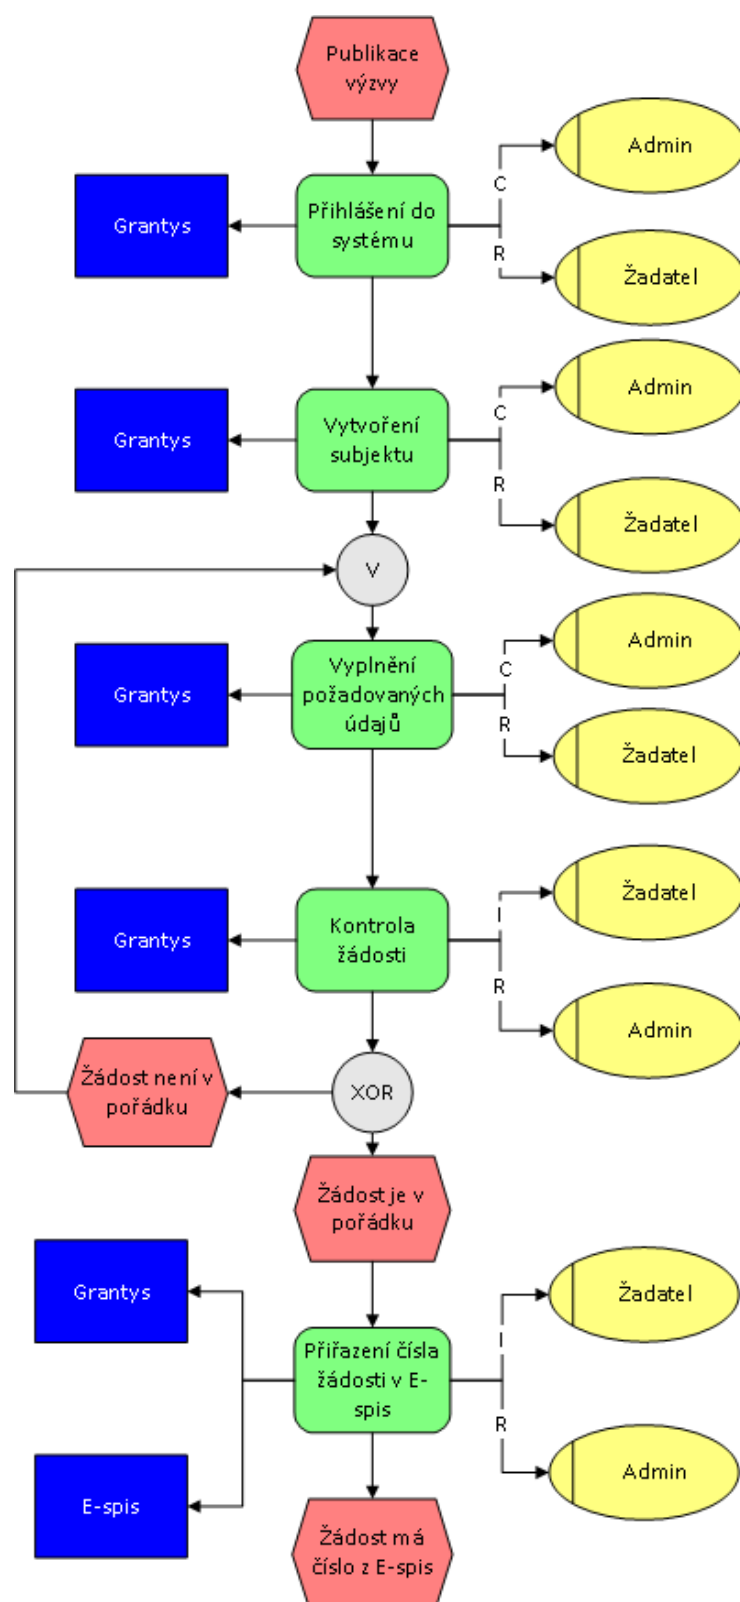 Publikace
výzvy
Admin
C
Grantys
Přihlášení do
systému
R
Žadatel
Admin
C
Grantys
Vytvoření
subjektu
R
Žadatel
V
Admin
C
Grantys
Vyplnění
požadovaných
údajů
R
Žadatel
Žadatel
I
Grantys
Kontrola
žádosti
R
Admin
Žádost není v
pořádku
XOR
Žádost je v
pořádku
Grantys
Žadatel
I
Přiřazení čísla
žádosti v E-
spis
R
Admin
E-spis
Žádost má
číslo z E-spis